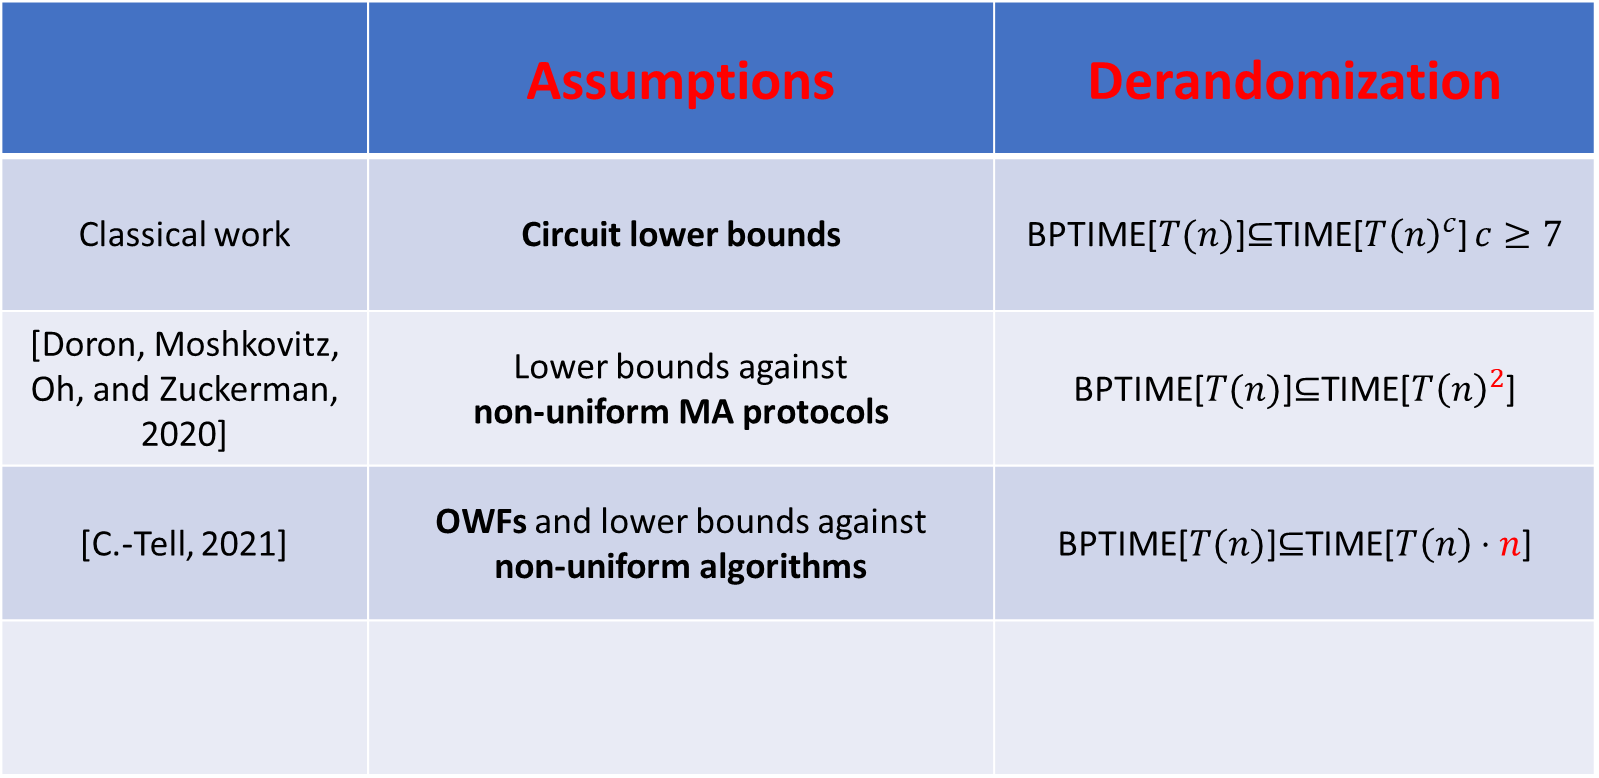 Assumptions
Derandomization
Classical work
Circuit lower bounds
BPTIME[T(n)]⊆TIME[T(n)^c] c ≥ 7
[Doron, Moshkovitz,
Oh, and Zuckerman,
2020]
Lower bounds against
non-uniform MA protocols
BPTIME[T(n)]⊆TIME[T(n)^2]
[C.-Tell, 2021]
OWFs and lower bounds against
non-uniform algorithms
BPTIME[T(n)]⊆TIME[T(n) · n]